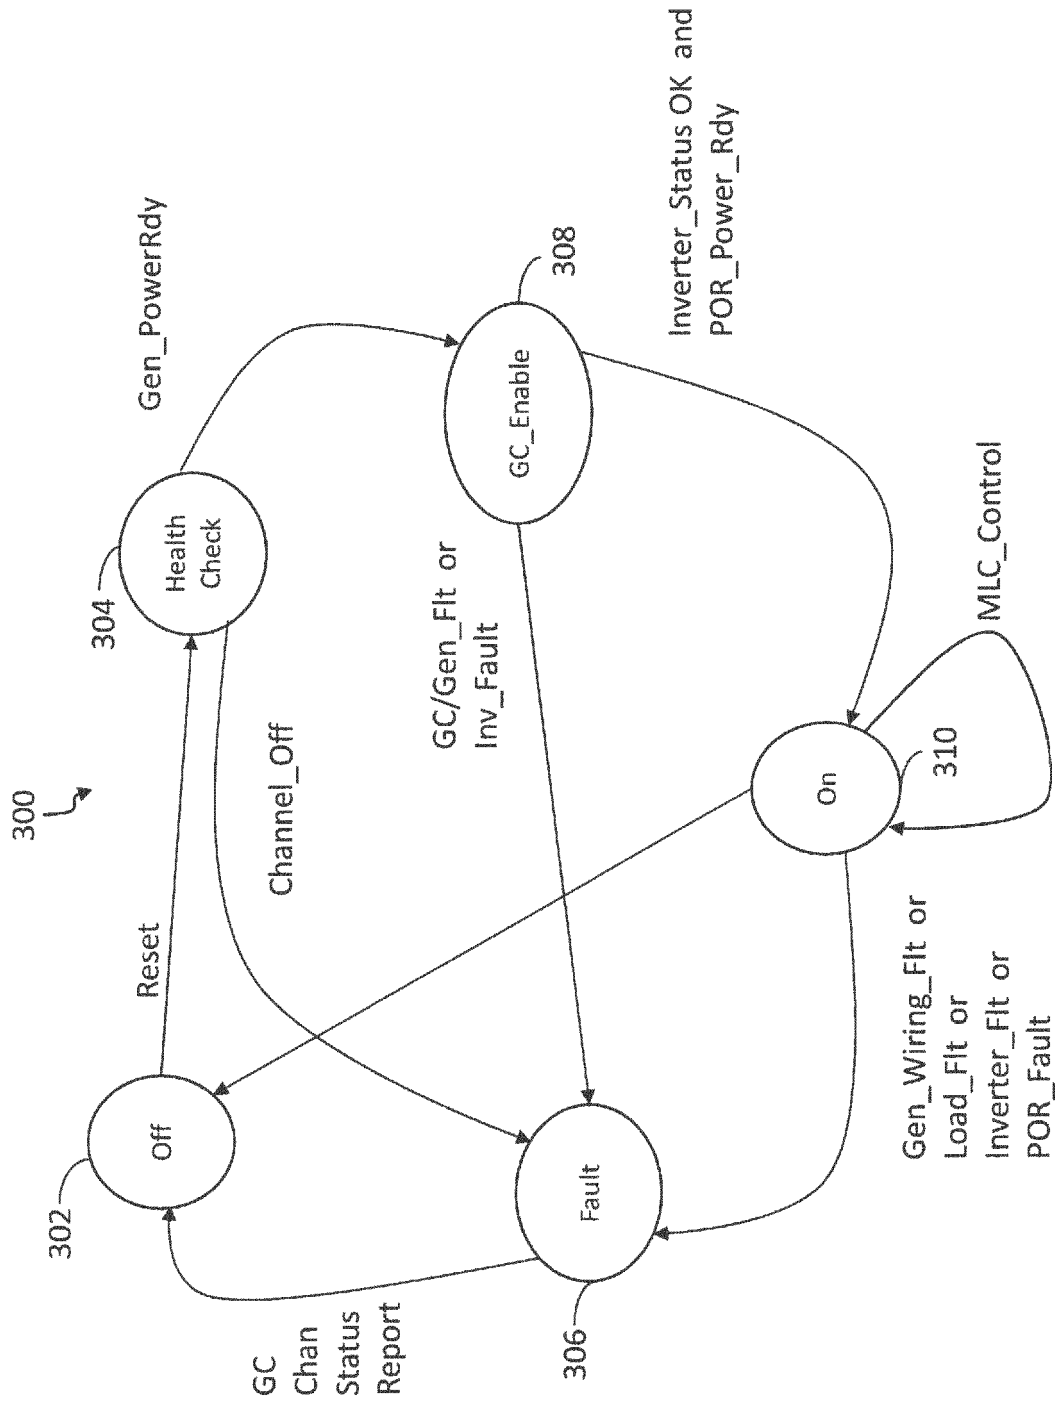 300
302
Off
Reset
304
Health
Check
Gen_PowerRdy
Channel_Off
GC
Chan
Status
Report
306
Fault
GC/Gen_Flt or
Inv_Fault
GC_Enable
308
Inverter_Status OK and
POR_Power_Rdy
On
310
MLC_Control
Gen_Wiring_Flt or
Load_Flt or
Inverter_Flt or
POR_Fault